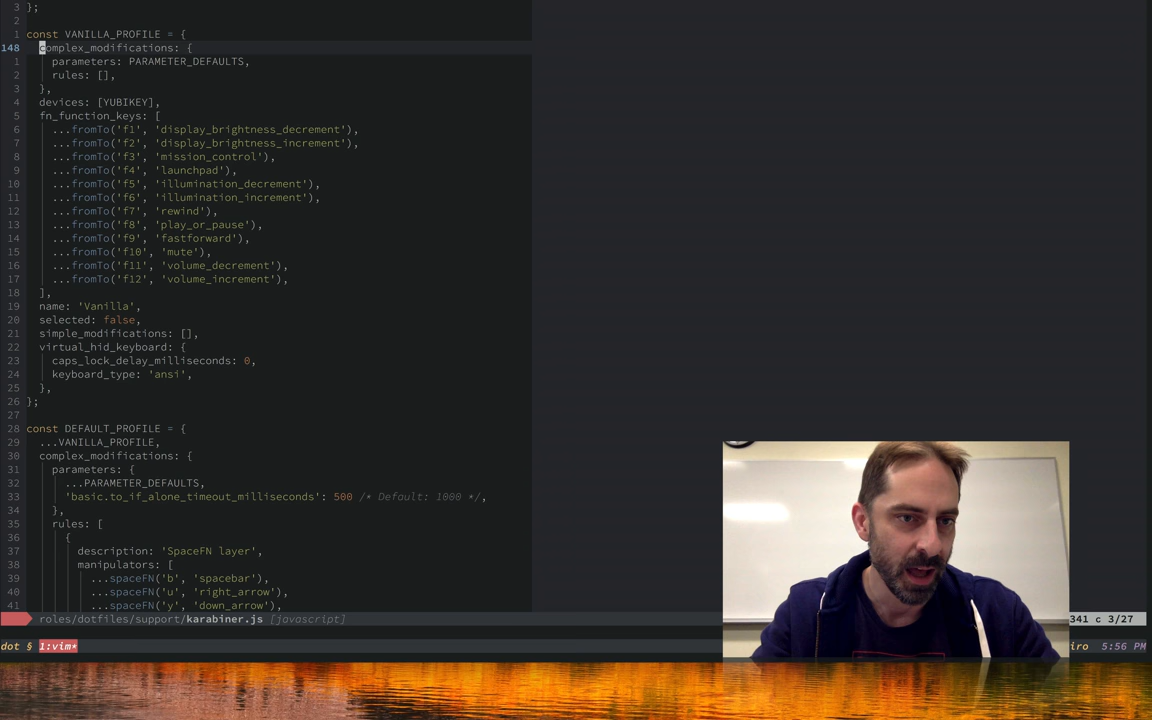 3 };
2
1 const VANILLA_PROFILE = {
148   complex_modifications: {
1     parameters: PARAMETER_DEFAULTS,
2     rules: [],
3   },
4   devices: [YUBIKEY],
5   fn_function_keys: [
6     ...fromTo('f1', 'display_brightness_decrement'),
7     ...fromTo('f2', 'display_brightness_increment'),
8     ...fromTo('f3', 'mission_control'),
9     ...fromTo('f4', 'launchpad'),
10     ...fromTo('f5', 'illumination_decrement'),
11     ...fromTo('f6', 'illumination_increment'),
12     ...fromTo('f7', 'rewind'),
13     ...fromTo('f8', 'play_or_pause'),
14     ...fromTo('f9', 'fastforward'),
15     ...fromTo('f10', 'mute'),
16     ...fromTo('f11', 'volume_decrement'),
17     ...fromTo('f12', 'volume_increment'),
18   ],
19   name: 'Vanilla',
20   selected: false,
21   simple_modifications: [],
22   virtual_hid_keyboard: {
23     caps_lock_delay_milliseconds: 0,
24     keyboard_type: 'ansi',
25   },
26 };
27
28 const DEFAULT_PROFILE = {
29   ...VANILLA_PROFILE,
30   complex_modifications: {
31     parameters: {
32       ...PARAMETER_DEFAULTS,
33       'basic.to_if_alone_timeout_milliseconds': 500 /* Default: 1000 */,
34     },
35     rules: [
36       {
37         description: 'SpaceFN layer',
38         manipulators: [
39           ...spaceFN('b', 'spacebar'),
40           ...spaceFN('u', 'right_arrow'),
41           ...spaceFN('y', 'down_arrow'),
roles/dotfiles/support/karabiner.js [javascript] 341 c 3/27
dot § 1:vim* iro 5:56 PM